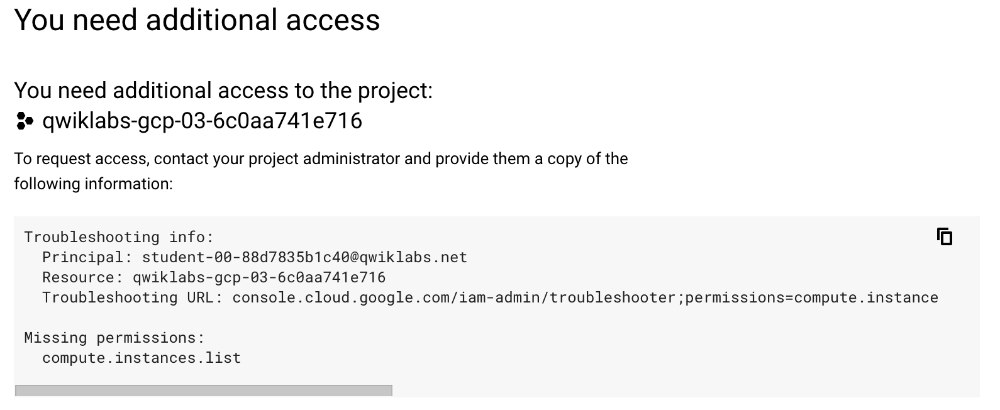 You need additional access
You need additional access to the project:
qwiklabs-gcp-03-6c0aa741e716
To request access, contact your project administrator and provide them a copy of the
following information:
Troubleshooting info:
Principal: student-00-88d7835b1c40@qwiklabs.net
Resource: qwiklabs-gcp-03-6c0aa741e716
Troubleshooting URL: console.cloud.google.com/iam-admin/troubleshooter;permissions=compute.instance
Missing permissions:
compute.instances.list